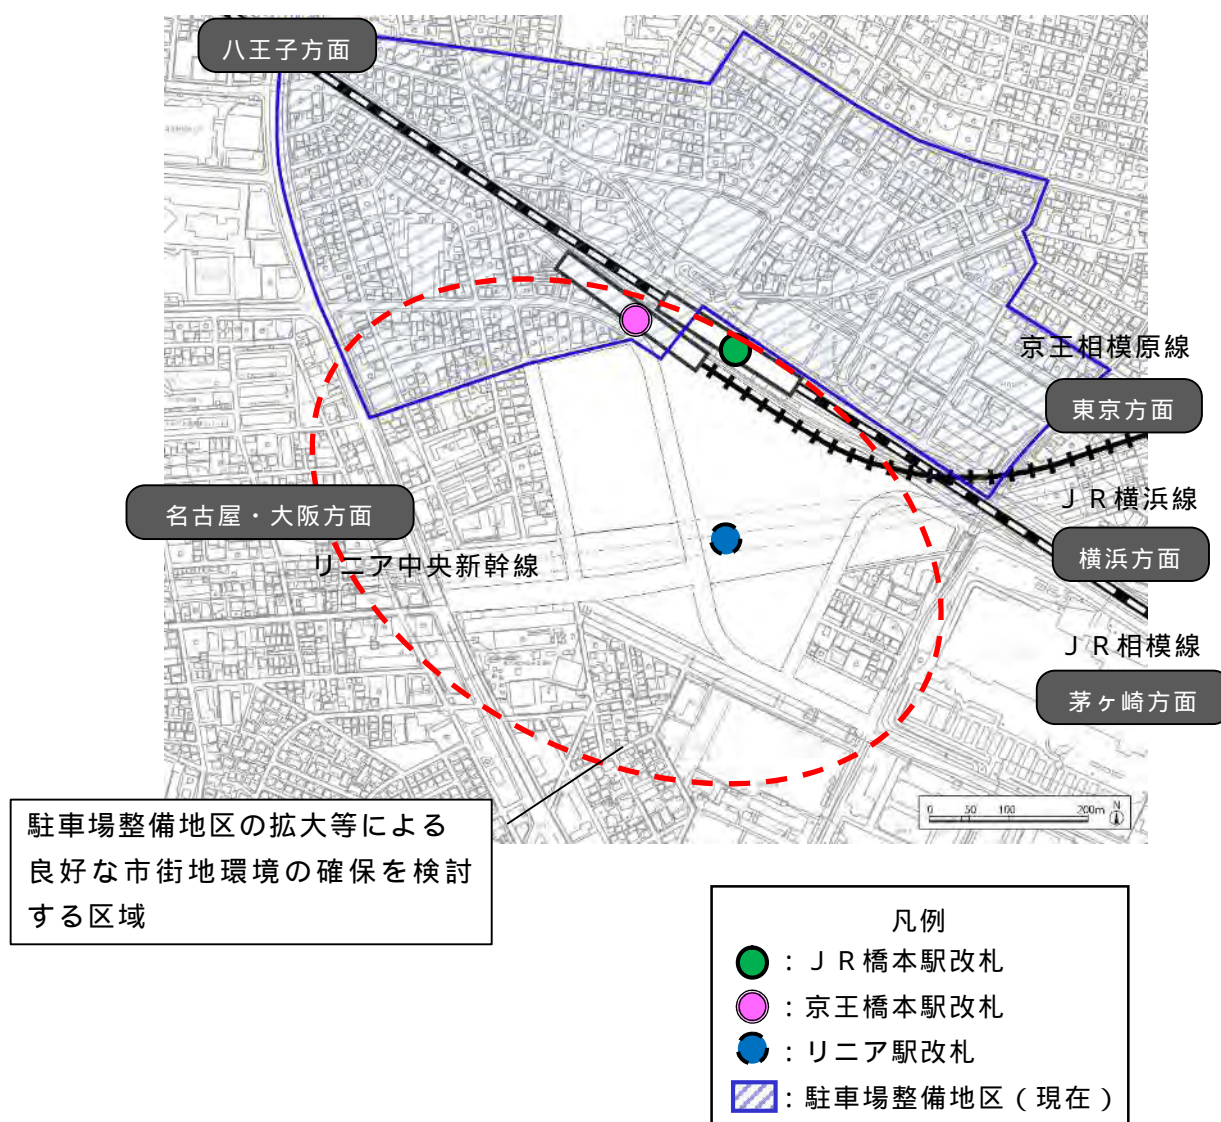 八王子方面
京王相模原線
東京方面
ＪＲ横浜線
名古屋・大阪方面
リニア中央新幹線
横浜方面
ＪＲ相模線
茅ヶ崎方面
0 50 100 200m N
駐車場整備地区の拡大等による
良好な市街地環境の確保を検討
する区域
凡例
：ＪＲ橋本駅改札
：京王橋本駅改札
：リニア駅改札
：駐車場整備地区（現在）